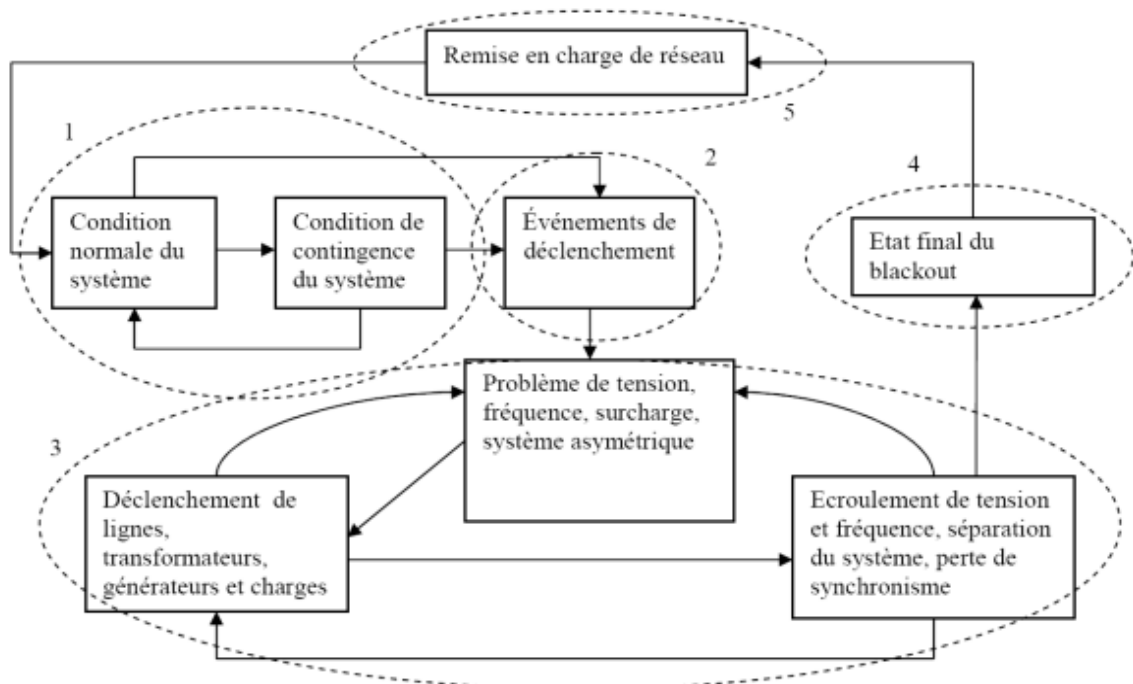 Remise en charge de réseau
5
1
2
4
Condition
normale du
système
Condition de
contingence
du système
Événements de
déclenchement
Etat final du
blackout
3
Problème de tension,
fréquence, surcharge,
système asymétrique
Déclenchement de
lignes,
transformateurs,
générateurs et charges
Ecroulement de tension
et fréquence, séparation
du système, perte de
synchronisme